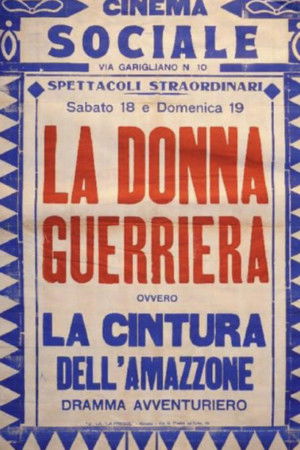 CINEMA
SOCIALE
VIA GARIGLIANO N 10
SPETTACOLI STRAORDINARI
Sabato 18 e Domenica 19
LA DONNA
GUERRIERA
OVVERO
LA CINTURA
DELL'AMAZZONE
DRAMMA AVVENTURIERO